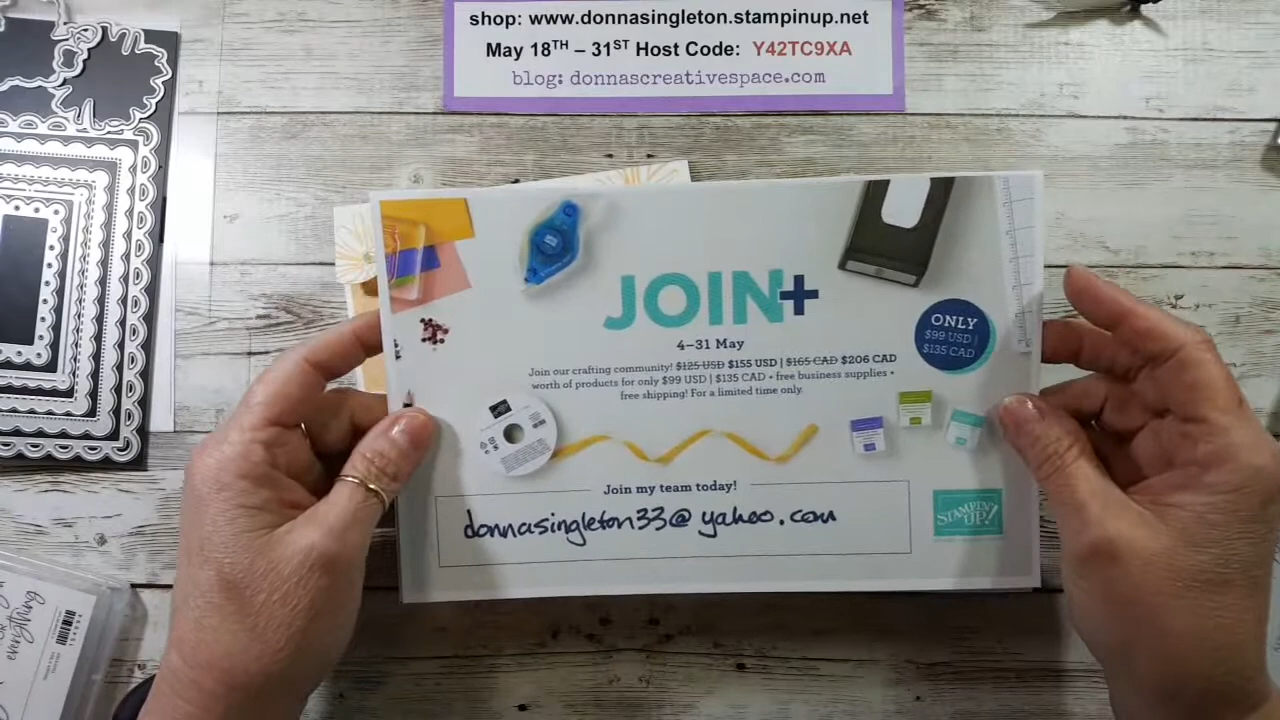 shop: www.donnasingleton.stampinup.net
May 18TH – 31ST Host Code: Y42TC9XA
blog: donnascreativespace.com
JOIN+
4–31 May
Join our crafting community! $125 USD $155 USD | $165 CAD $206 CAD
worth of products for only $99 USD | $135 CAD • free business supplies •
free shipping! For a limited time only.
ONLY
$99 USD |
$135 CAD
Join my team today!
donnasingleton33@yahoo.com
STAMPIN' UP!
everything